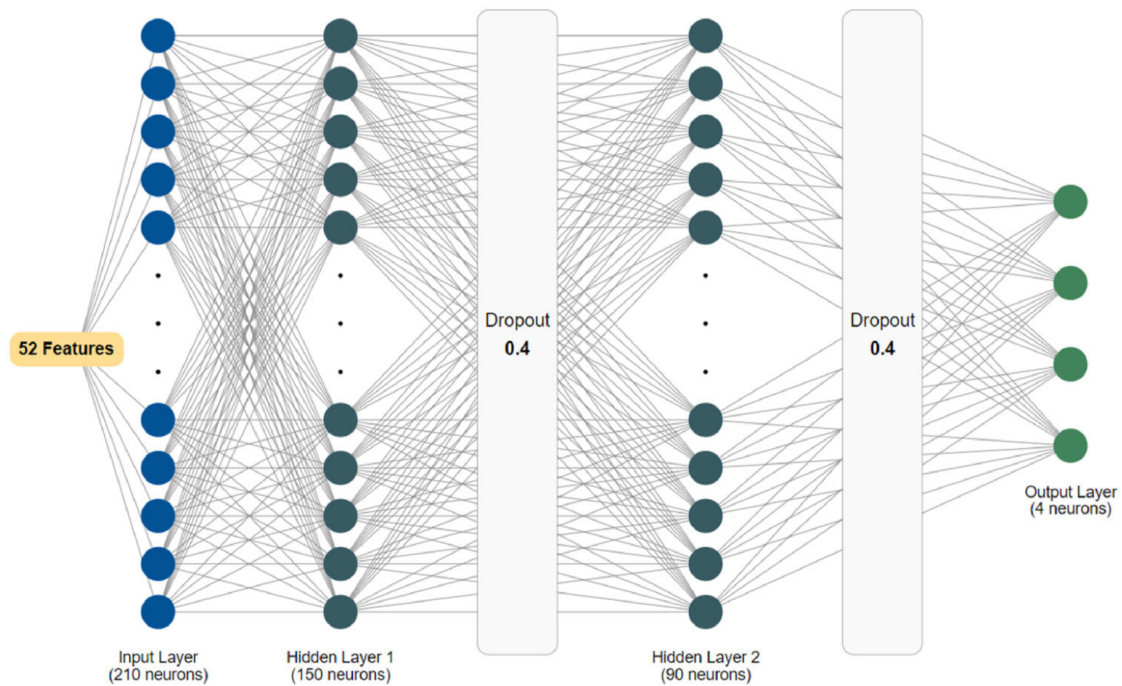 52 Features
Dropout
0.4
Dropout
0.4
Input Layer
(210 neurons)
Hidden Layer 1
(150 neurons)
Hidden Layer 2
(90 neurons)
Output Layer
(4 neurons)